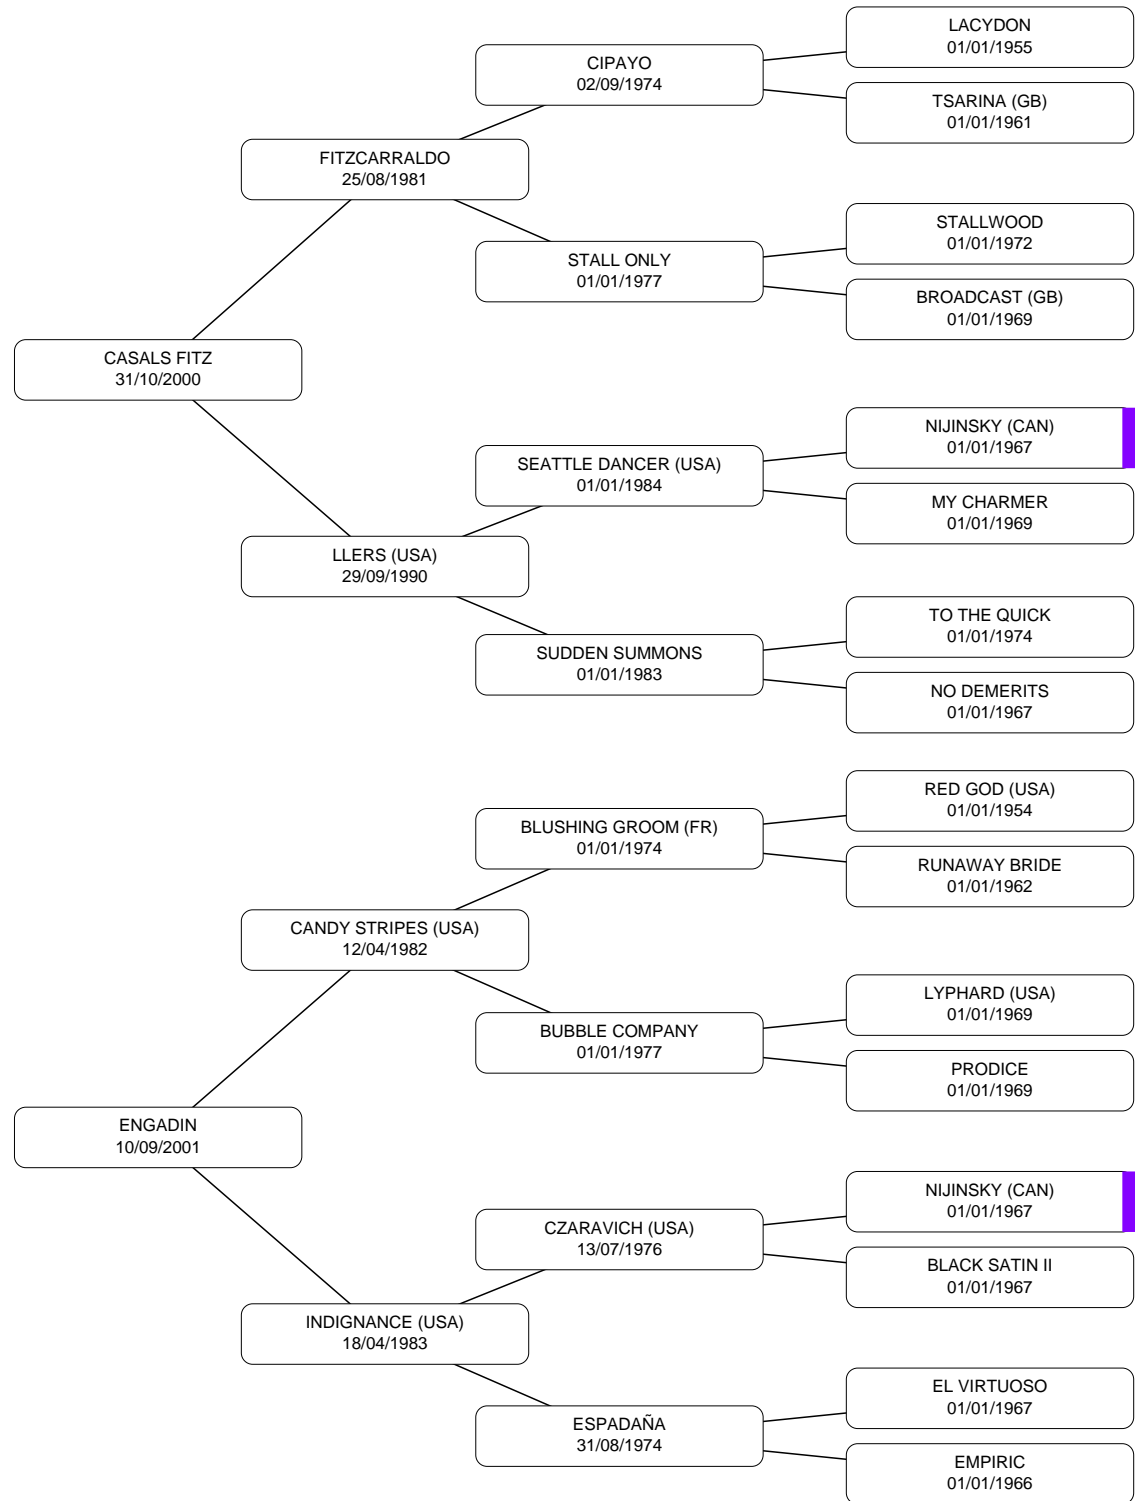 LACYDON
01/01/1955
CIPAYO
02/09/1974
TSARINA (GB)
01/01/1961
FITZCARRALDO
25/08/1981
STALLWOOD
01/01/1972
STALL ONLY
01/01/1977
BROADCAST (GB)
01/01/1969
CASALS FITZ
31/10/2000
NIJINSKY (CAN)
01/01/1967
SEATTLE DANCER (USA)
01/01/1984
MY CHARMER
01/01/1969
LLERS (USA)
29/09/1990
TO THE QUICK
01/01/1974
SUDDEN SUMMONS
01/01/1983
NO DEMERITS
01/01/1967
RED GOD (USA)
01/01/1954
BLUSHING GROOM (FR)
01/01/1974
RUNAWAY BRIDE
01/01/1962
CANDY STRIPES (USA)
12/04/1982
LYPHARD (USA)
01/01/1969
BUBBLE COMPANY
01/01/1977
PRODICE
01/01/1969
ENGADIN
10/09/2001
NIJINSKY (CAN)
01/01/1967
CZARAVICH (USA)
13/07/1976
BLACK SATIN II
01/01/1967
INDIGNANCE (USA)
18/04/1983
EL VIRTUOSO
01/01/1967
ESPADAÑA
31/08/1974
EMPIRIC
01/01/1966